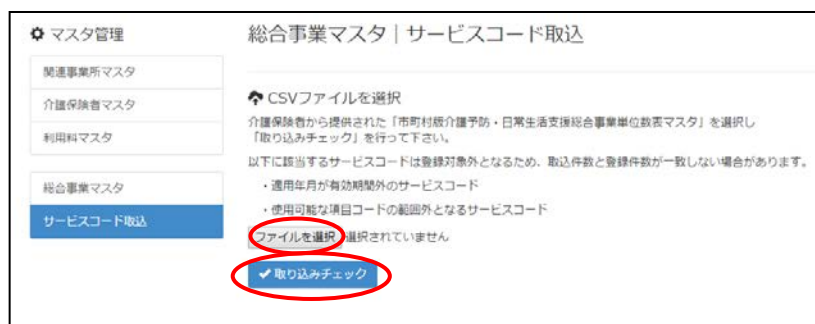 マスタ管理
関連事業所マスタ
介護保険者マスタ
利用料マスタ
総合事業マスタ
サービスコード取込
総合事業マスタ｜サービスコード取込
CSVファイルを選択
介護保険者から提供された「市町村版介護予防・日常生活支援総合事業単位数表マスタ」を選択し
「取り込みチェック」を行って下さい。
以下に該当するサービスコードは登録対象外となるため、取込件数と登録件数が一致しない場合があります。
・適用年月が有効期間外のサービスコード
・使用可能な項目コードの範囲外となるサービスコード
ファイルを選択 選択されていません
取り込みチェック